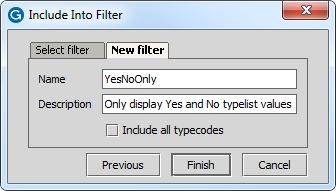 Include Into Filter
Select filter New filter
Name YesNoOnly
Description Only display Yes and No typelist values
Include all typecodes
Previous Finish Cancel